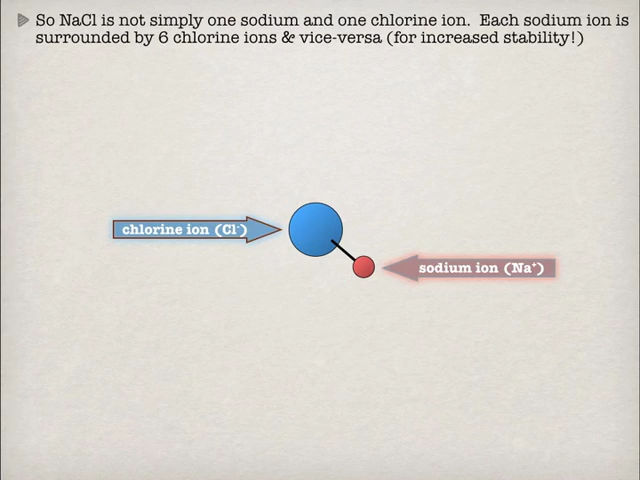 So NaCl is not simply one sodium and one chlorine ion.  Each sodium ion is
surrounded by 6 chlorine ions & vice-versa (for increased stability!)
chlorine ion (Cl⁻)
sodium ion (Na⁺)